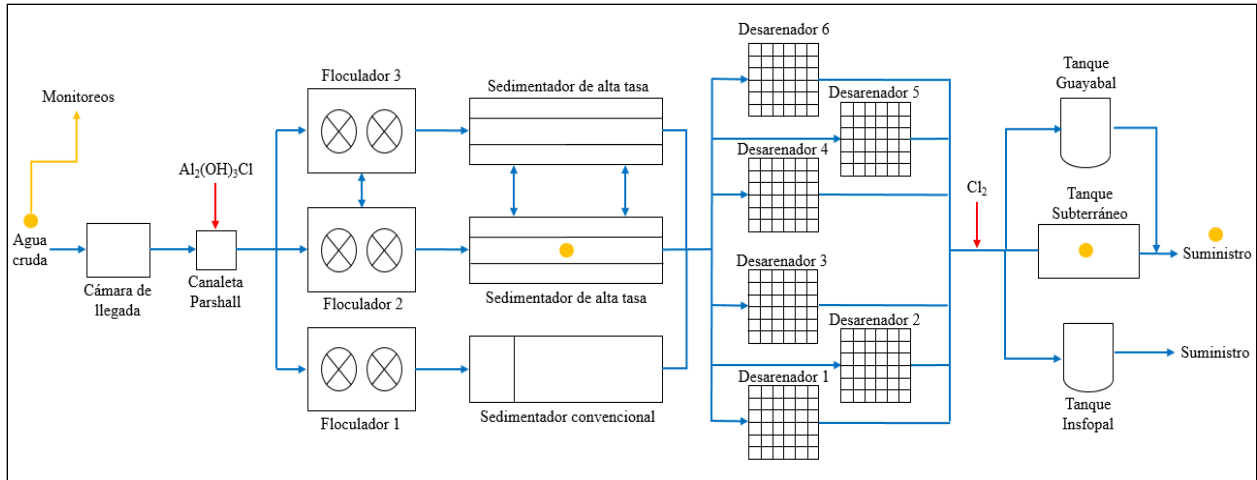 Monitoreos
Agua
cruda
Cámara de
llegada
Al₂(OH)₃Cl
Canaleta
Parshall
Floculador 3
Floculador 2
Floculador 1
Sedimentador de alta tasa
Sedimentador de alta tasa
Sedimentador convencional
Desarenador 6
Desarenador 5
Desarenador 4
Desarenador 3
Desarenador 2
Desarenador 1
Cl₂
Tanque
Guayabal
Tanque
Subterráneo
Suministro
Suministro
Tanque
Insfopal